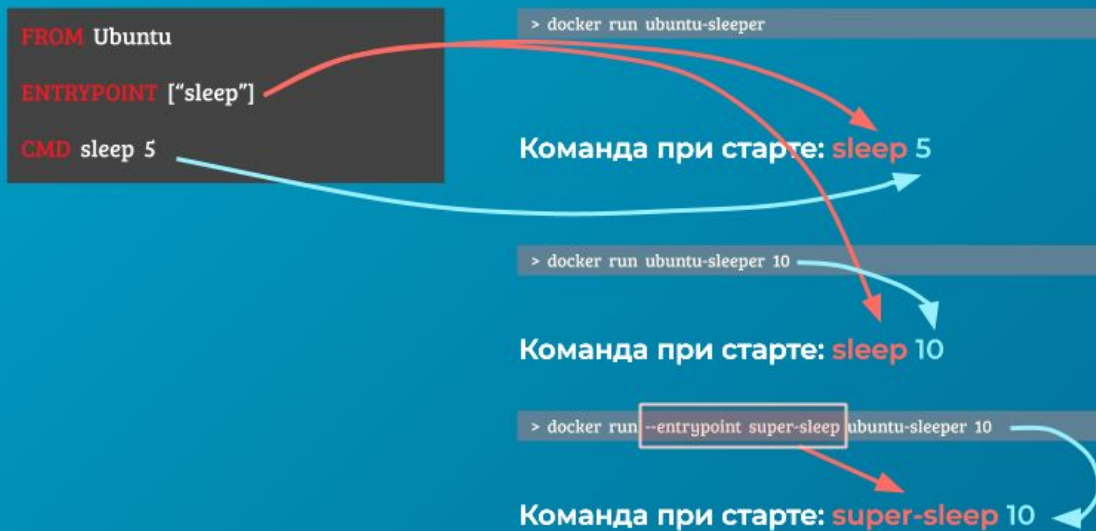 FROM Ubuntu
ENTRYPOINT [“sleep”]
CMD sleep 5
> docker run ubuntu-sleeper
Команда при старте: sleep 5
> docker run ubuntu-sleeper 10
Команда при старте: sleep 10
> docker run --entrypoint super-sleep ubuntu-sleeper 10
Команда при старте: super-sleep 10